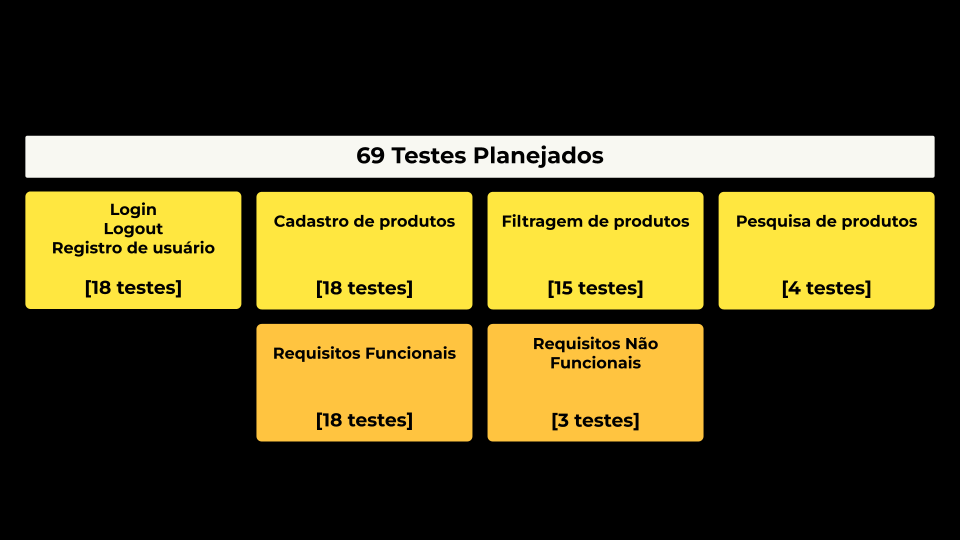 69 Testes Planejados
Login
Logout
Registro de usuário
[18 testes]
Cadastro de produtos
[18 testes]
Filtragem de produtos
[15 testes]
Pesquisa de produtos
[4 testes]
Requisitos Funcionais
[18 testes]
Requisitos Não
Funcionais
[3 testes]